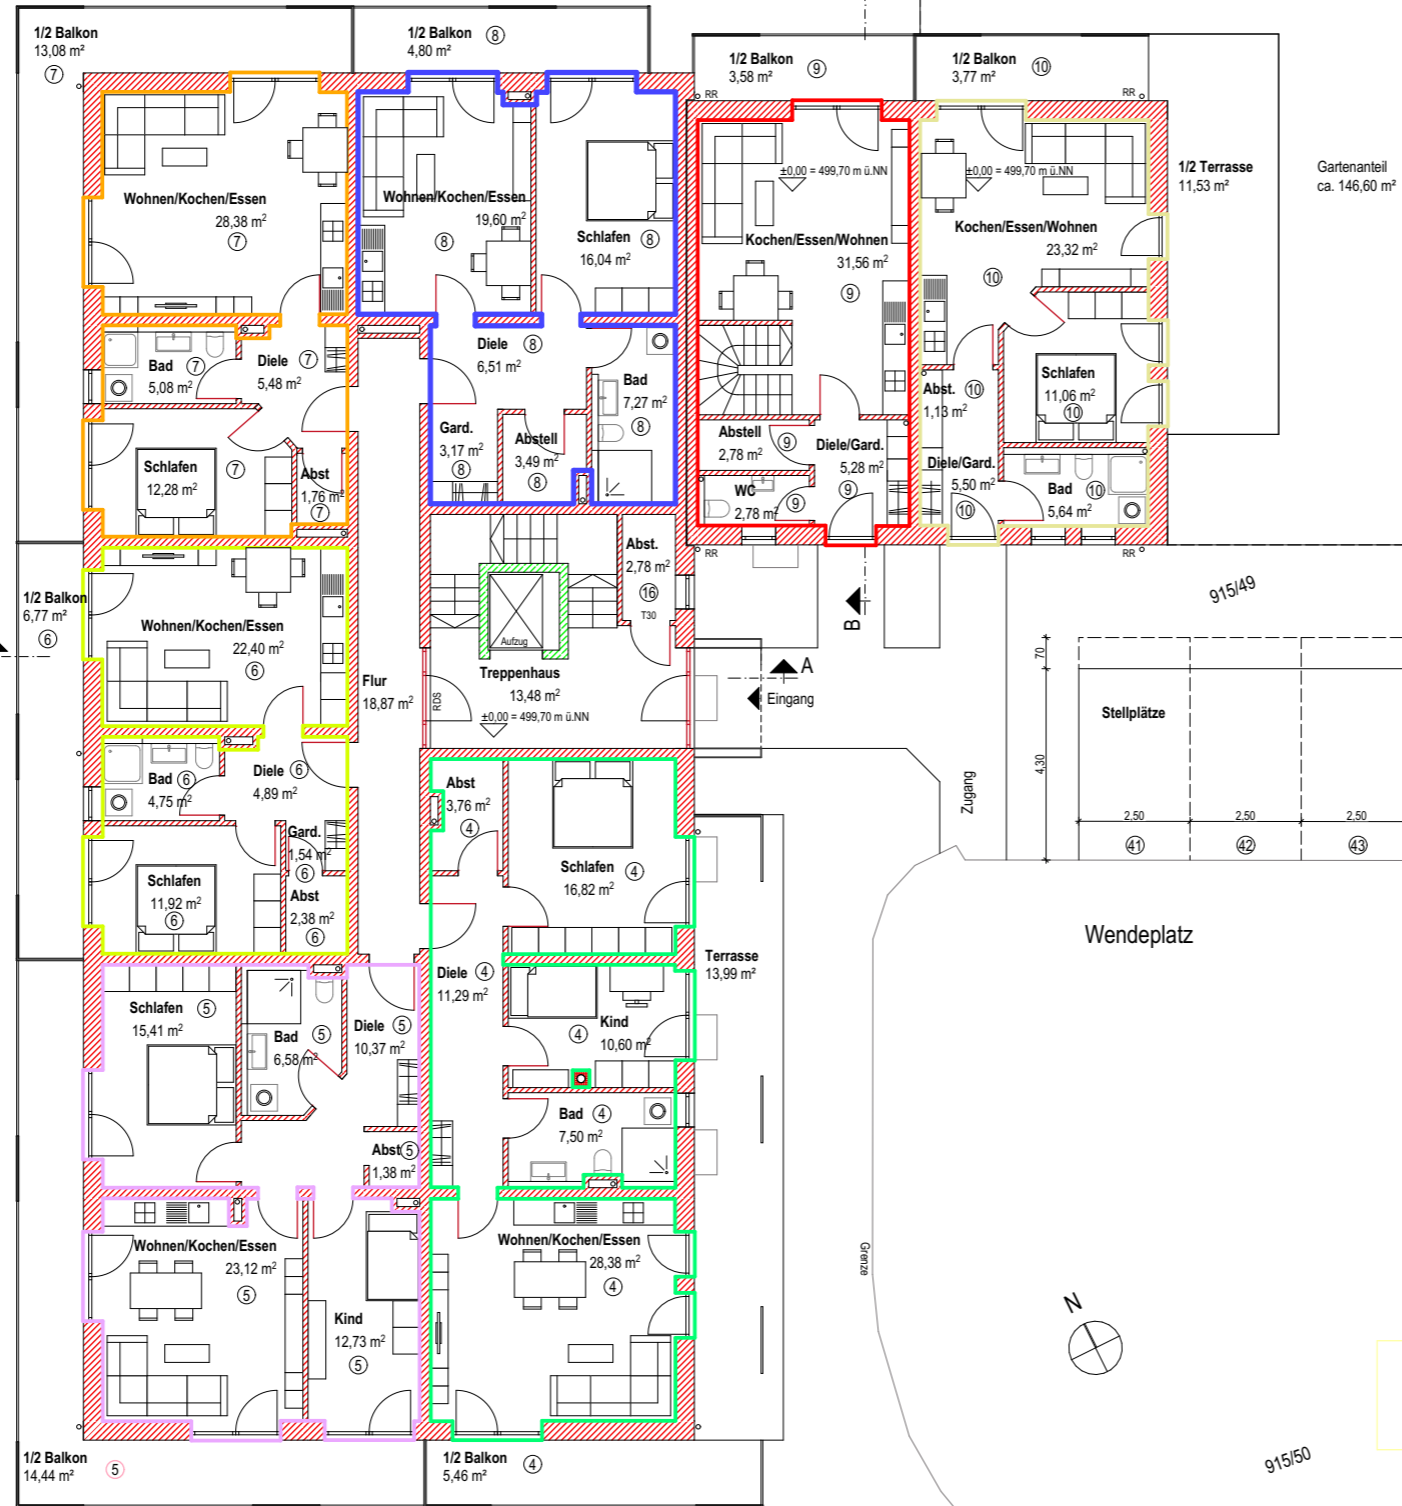 1/2 Balkon
13,08 m²
7
1/2 Balkon
4,80 m²
8
1/2 Balkon
3,58 m²
9
1/2 Balkon
3,77 m²
10
RR
RR
Wohnen/Kochen/Essen
28,38 m²
7
Wohnen/Kochen/Essen
19,60 m²
8
Schlafen
16,04 m²
8
±0,00 = 499,70 m ü.NN
Kochen/Essen/Wohnen
31,56 m²
9
±0,00 = 499,70 m ü.NN
Kochen/Essen/Wohnen
23,32 m²
10
1/2 Terrasse
11,53 m²
Gartenanteil
ca. 146,60 m²
Bad
5,08 m²
7
Diele
5,48 m²
7
Diele
6,51 m²
8
Bad
7,27 m²
8
Gard.
3,17 m²
8
Abstell
3,49 m²
8
Schlafen
12,28 m²
7
Abst
1,76 m²
7
Abstell
2,78 m²
9
Diele/Gard.
5,28 m²
9
WC
2,78 m²
9
Abst.
1,13 m²
10
Schlafen
11,06 m²
10
Diele/Gard.
5,50 m²
10
Bad
5,64 m²
10
RR
RR
1/2 Balkon
6,77 m²
6
Wohnen/Kochen/Essen
22,40 m²
6
Abst.
2,78 m²
16
T30
Aufzug
Treppenhaus
13,48 m²
±0,00 = 499,70 m ü.NN
RDS
Flur
18,87 m²
B
A
Eingang
915/49
70
4,30
Stellplätze
2,50
2,50
2,50
41
42
43
Zugang
Bad
4,75 m²
6
Diele
4,89 m²
6
Gard.
1,54 m²
6
Schlafen
11,92 m²
6
Abst
2,38 m²
6
Abst
3,76 m²
4
Schlafen
16,82 m²
4
Wendeplatz
Diele
11,29 m²
4
Terrasse
13,99 m²
Kind
10,60 m²
4
Bad
7,50 m²
4
Schlafen
15,41 m²
5
Bad
6,58 m²
5
Diele
10,37 m²
5
Abst
1,38 m²
5
Wohnen/Kochen/Essen
23,12 m²
5
Kind
12,73 m²
5
Wohnen/Kochen/Essen
28,38 m²
4
Grenze
N
1/2 Balkon
14,44 m²
5
1/2 Balkon
5,46 m²
4
915/50